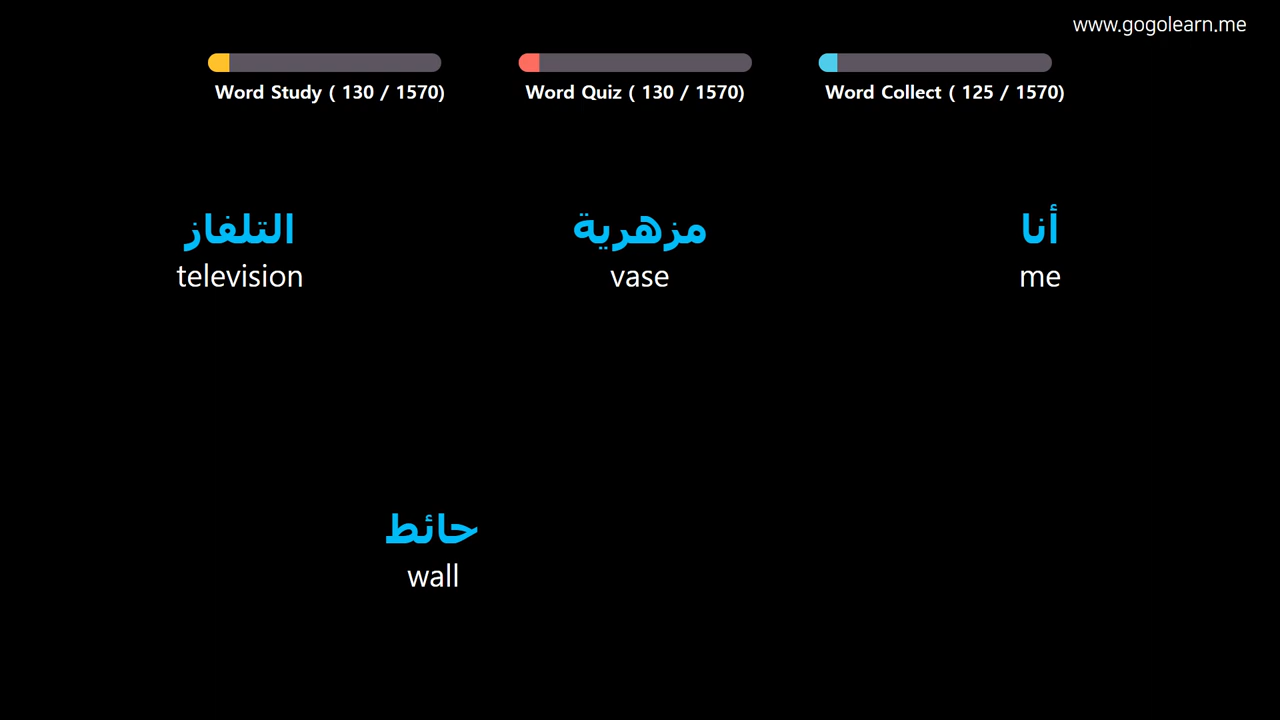 www.gogolearn.me
Word Study ( 130 / 1570)
Word Quiz ( 130 / 1570)
Word Collect ( 125 / 1570)
التلفاز
television
مزهرية
vase
أنا
me
حائط
wall